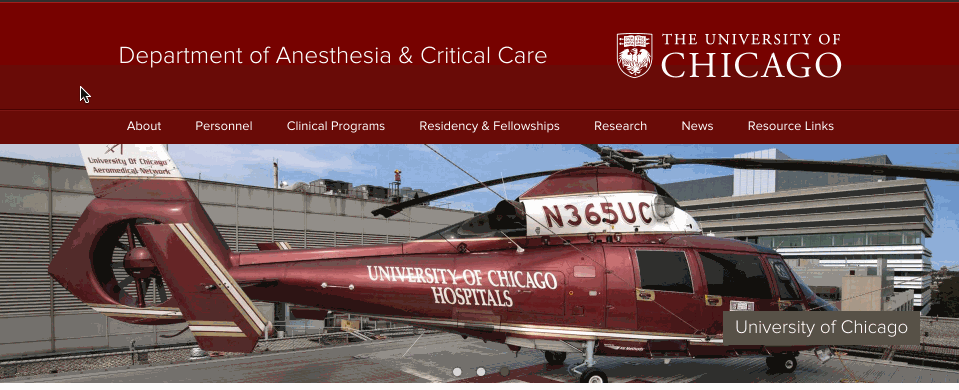 Department of Anesthesia & Critical Care
THE UNIVERSITY OF
CHICAGO
About Personnel Clinical Programs Residency & Fellowships Research News Resource Links
University Of Chicago
Aeromedical Network
N365UC
UNIVERSITY OF CHICAGO
HOSPITALS
University of Chicago